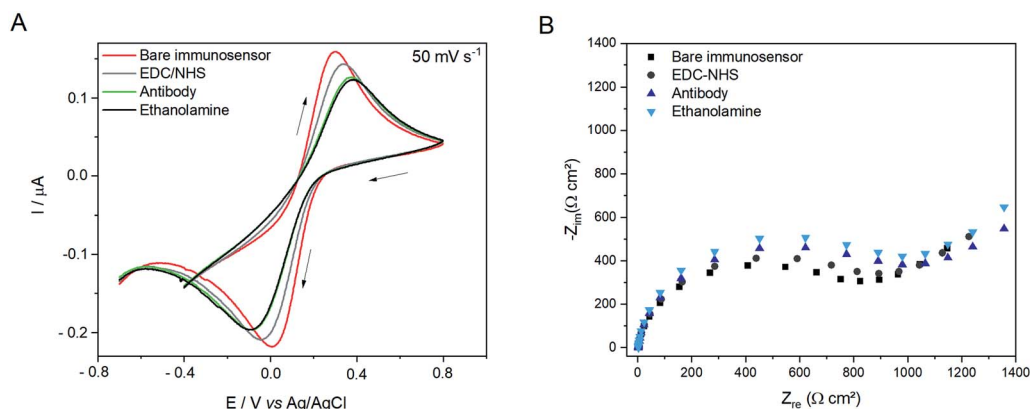 A
Bare immunosensor
EDC/NHS
Antibody
Ethanolamine
50 mV s⁻¹
0.1
0.0
- 0.1
- 0.2
I / µA
- 0.8
- 0.4
0.0
0.4
0.8
E / V vs Ag/AgCl
B
Bare immunosensor
EDC-NHS
Antibody
Ethanolamine
1400
1200
1000
800
600
400
200
0
-Zim(Ω cm²)
0 200 400 600 800 1000 1200 1400
Zre (Ω cm²)